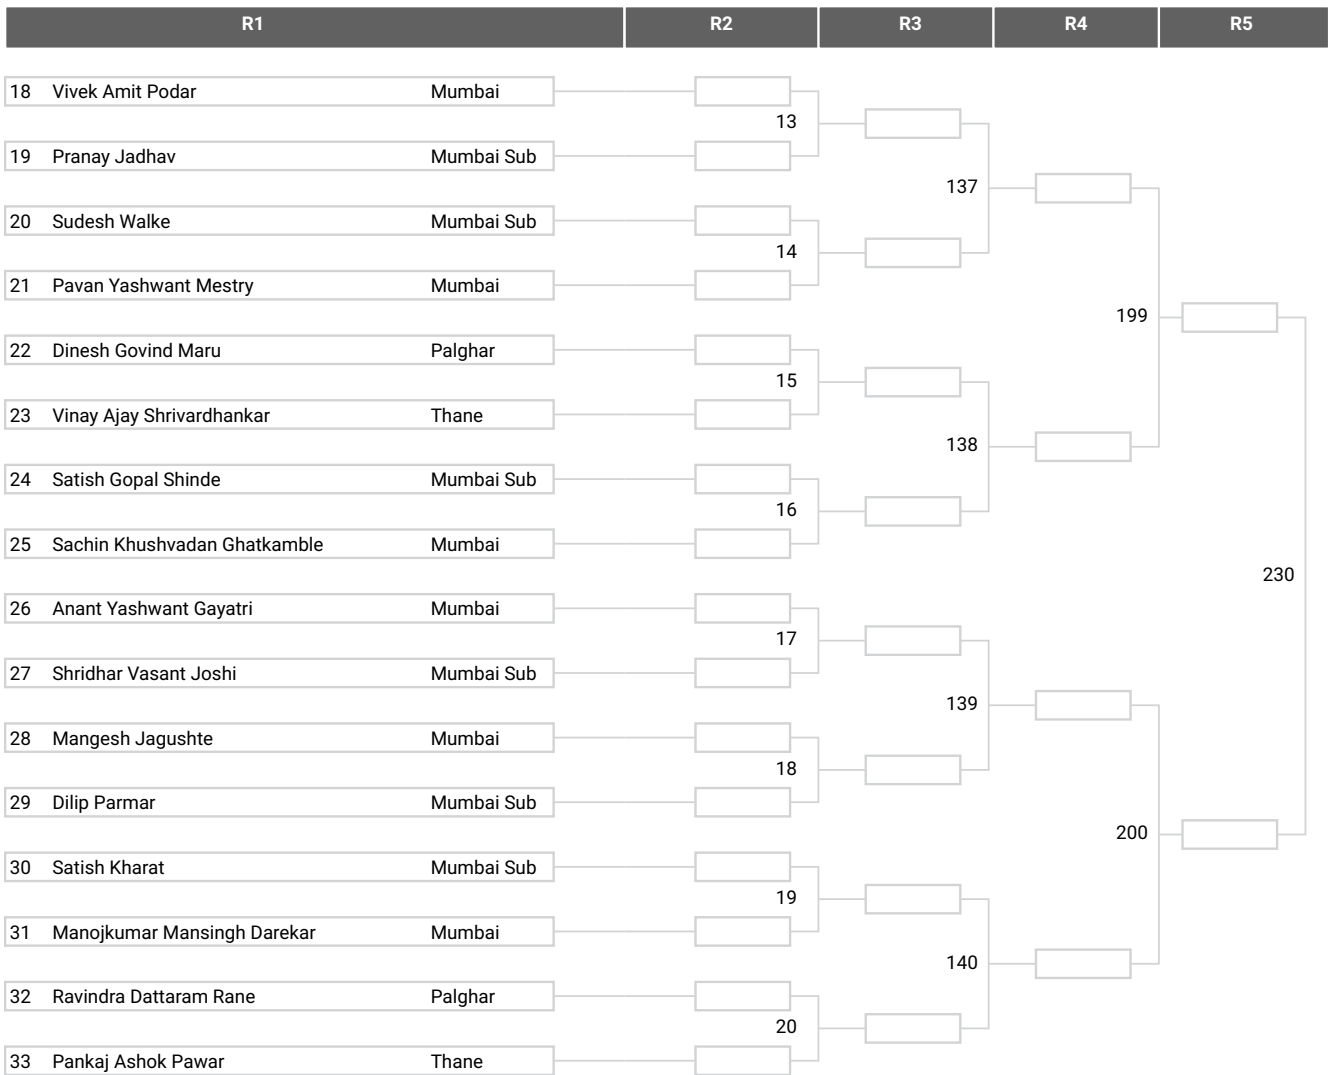 R1 R2 R3 R4 R5
18 Vivek Amit Podar Mumbai
13
19 Pranay Jadhav Mumbai Sub
137
20 Sudesh Walke Mumbai Sub
14
21 Pavan Yashwant Mestry Mumbai
199
22 Dinesh Govind Maru Palghar
15
23 Vinay Ajay Shrivardhankar Thane
138
24 Satish Gopal Shinde Mumbai Sub
16
25 Sachin Khushvadan Ghatkamble Mumbai
230
26 Anant Yashwant Gayatri Mumbai
17
27 Shridhar Vasant Joshi Mumbai Sub
139
28 Mangesh Jagushte Mumbai
18
29 Dilip Parmar Mumbai Sub
200
30 Satish Kharat Mumbai Sub
19
31 Manojkumar Mansingh Darekar Mumbai
140
32 Ravindra Dattaram Rane Palghar
20
33 Pankaj Ashok Pawar Thane